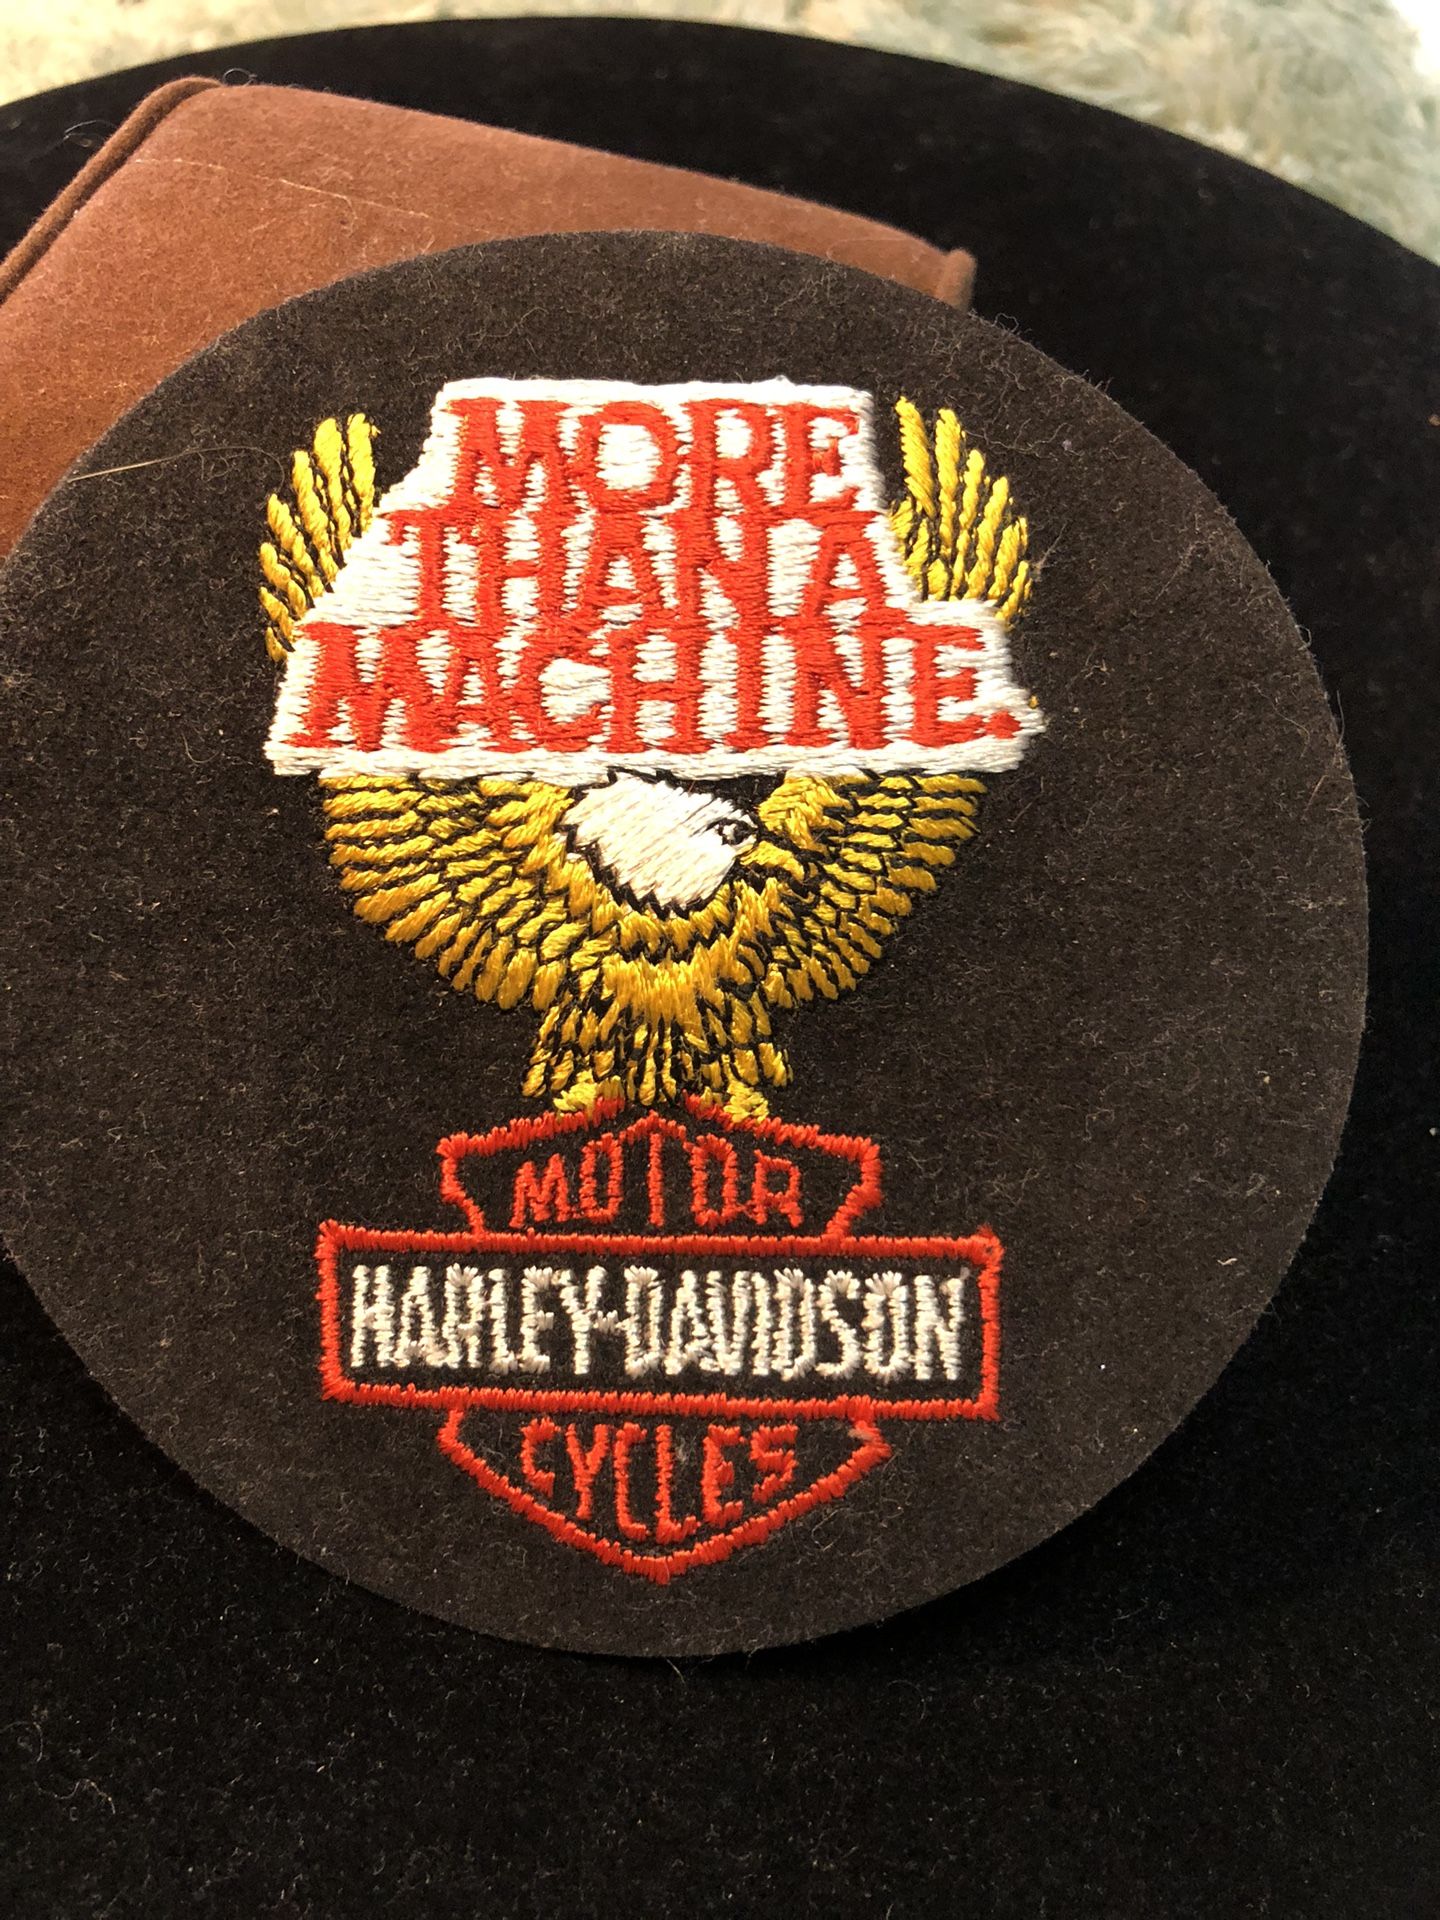 MORE
THAN A
MACHINE.
MOTOR
HARLEY-DAVIDSON
CYCLES